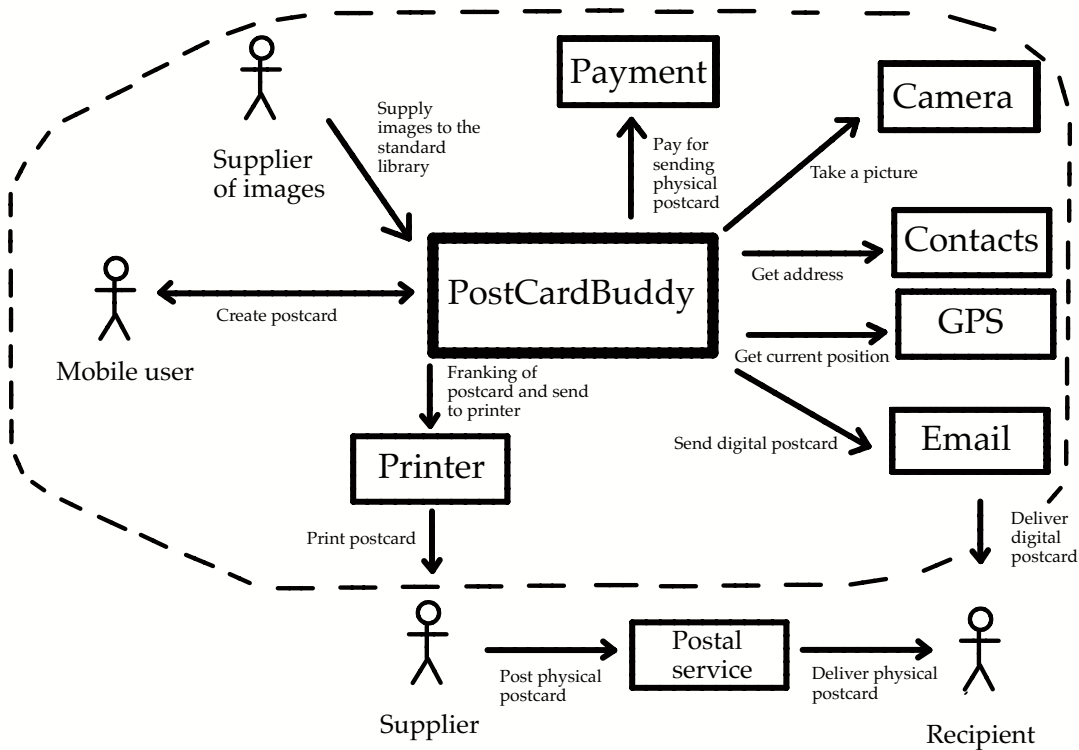 Payment
Camera
Supply
images to the
standard
library
Supplier
of images
Pay for
sending
physical
postcard
Take a picture
Contacts
Get address
PostCardBuddy
GPS
Create postcard
Get current position
Mobile user
Franking of
postcard and send
to printer
Email
Send digital postcard
Printer
Print postcard
Deliver
digital
postcard
Postal
service
Post physical
postcard
Deliver physical
postcard
Supplier
Recipient